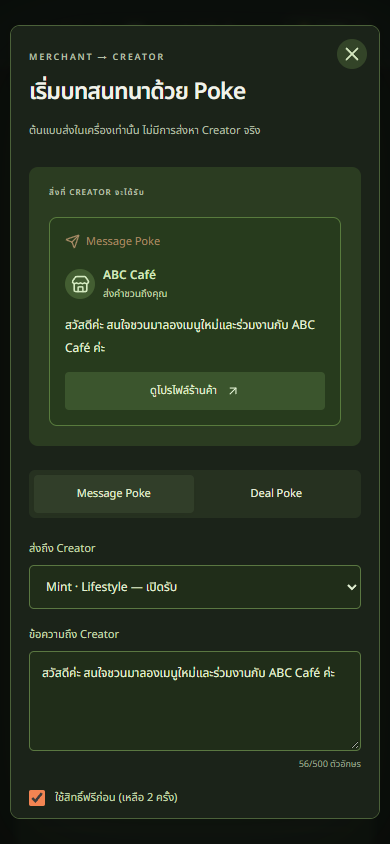 MERCHANT → CREATOR
เริ่มบทสนทนาด้วย Poke
ต้นแบบส่งในเครื่องเท่านั้น ไม่มีการส่งหา Creator จริง
สิ่งที่ CREATOR จะได้รับ
Message Poke
ABC Café
ส่งคำชวนถึงคุณ
สวัสดีค่ะ สนใจชวนมาลองเมนูใหม่และร่วมงานกับ ABC
Café ค่ะ
ดูโปรไฟล์ร้านค้า
Message Poke
Deal Poke
ส่งถึง Creator
Mint · Lifestyle — เปิดรับ
ข้อความถึง Creator
สวัสดีค่ะ สนใจชวนมาลองเมนูใหม่และร่วมงานกับ ABC Café ค่ะ
56/500 ตัวอักษร
ใช้สิทธิ์ฟรีก่อน (เหลือ 2 ครั้ง)